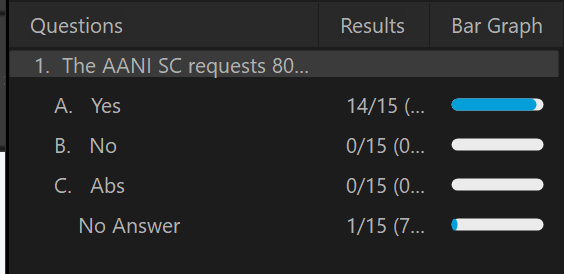 Questions Results Bar Graph
1. The AANI SC requests 80...
A. Yes 14/15 (...
B. No 0/15 (0...
C. Abs 0/15 (0...
No Answer 1/15 (7...